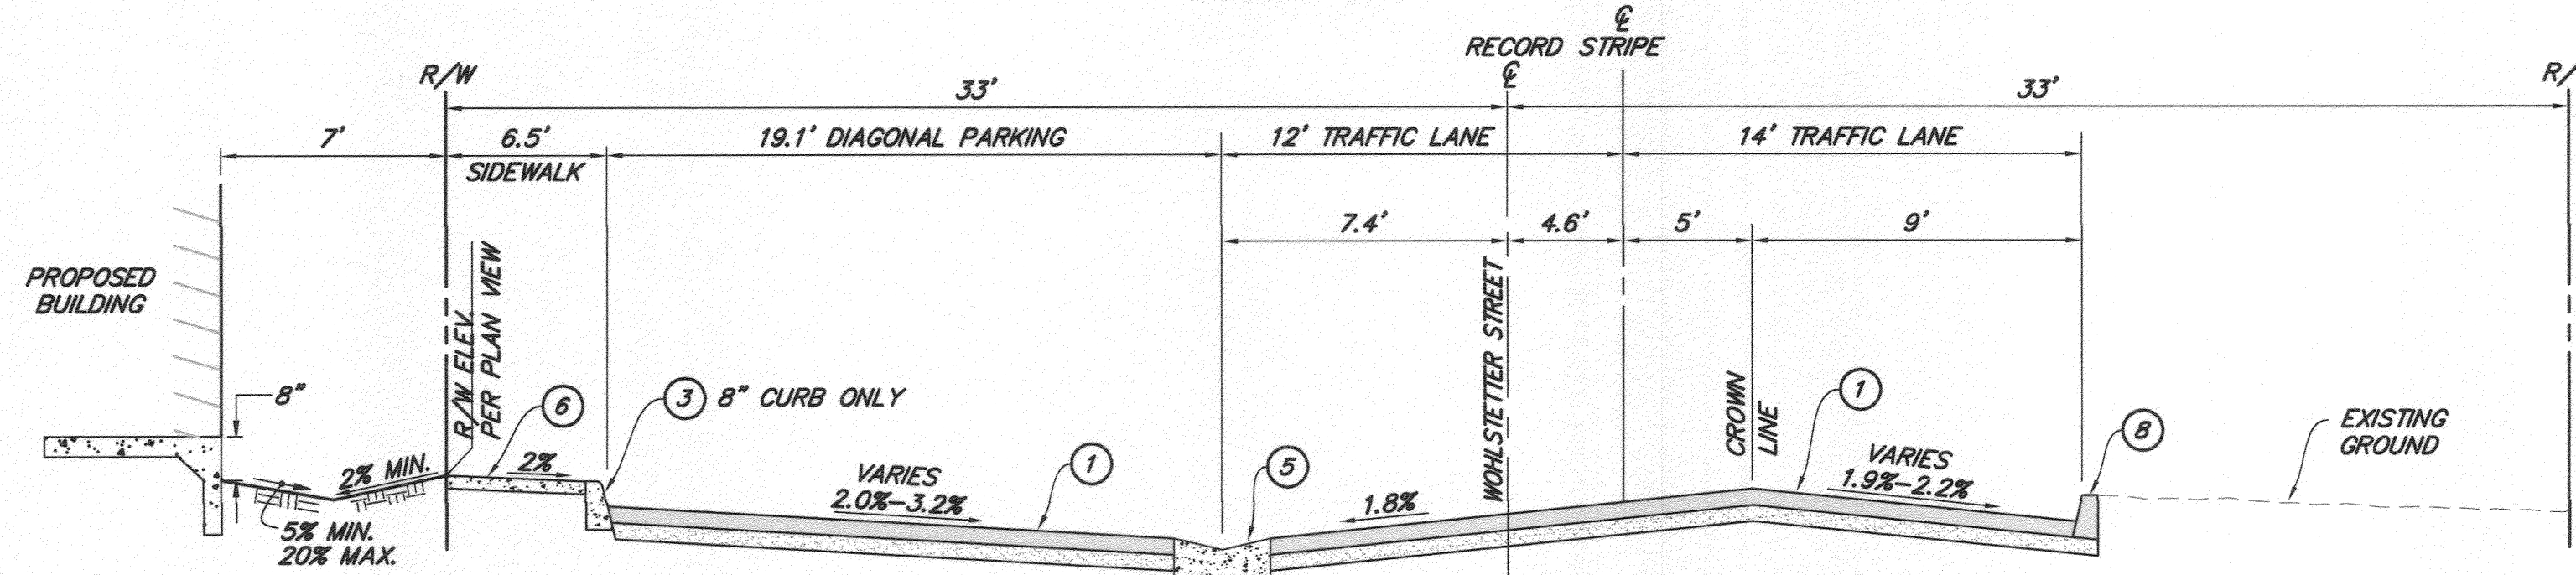 ℄
RECORD STRIPE
℄
R/W
R/
33’
33’
7’
6.5’
SIDEWALK
19.1’ DIAGONAL PARKING
12’ TRAFFIC LANE
14’ TRAFFIC LANE
7.4’
4.6’
5’
9’
PROPOSED
BUILDING
R/W ELEV.
PER PLAN VIEW
WOHLSTETTER STREET
CROWN
LINE
8”
6
3 8” CURB ONLY
1
8
EXISTING
GROUND
2% MIN.
2%
VARIES
2.0%–3.2%
1
5
1.8%
VARIES
1.9%–2.2%
5% MIN.
20% MAX.